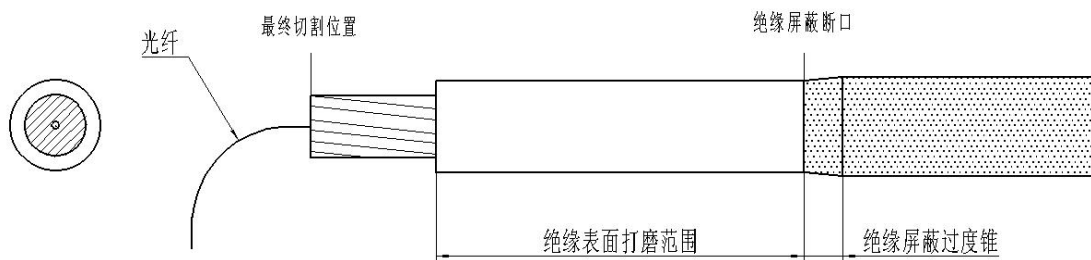 光纤
最终切割位置
绝缘屏蔽断口
绝缘表面打磨范围
绝缘屏蔽过度锥